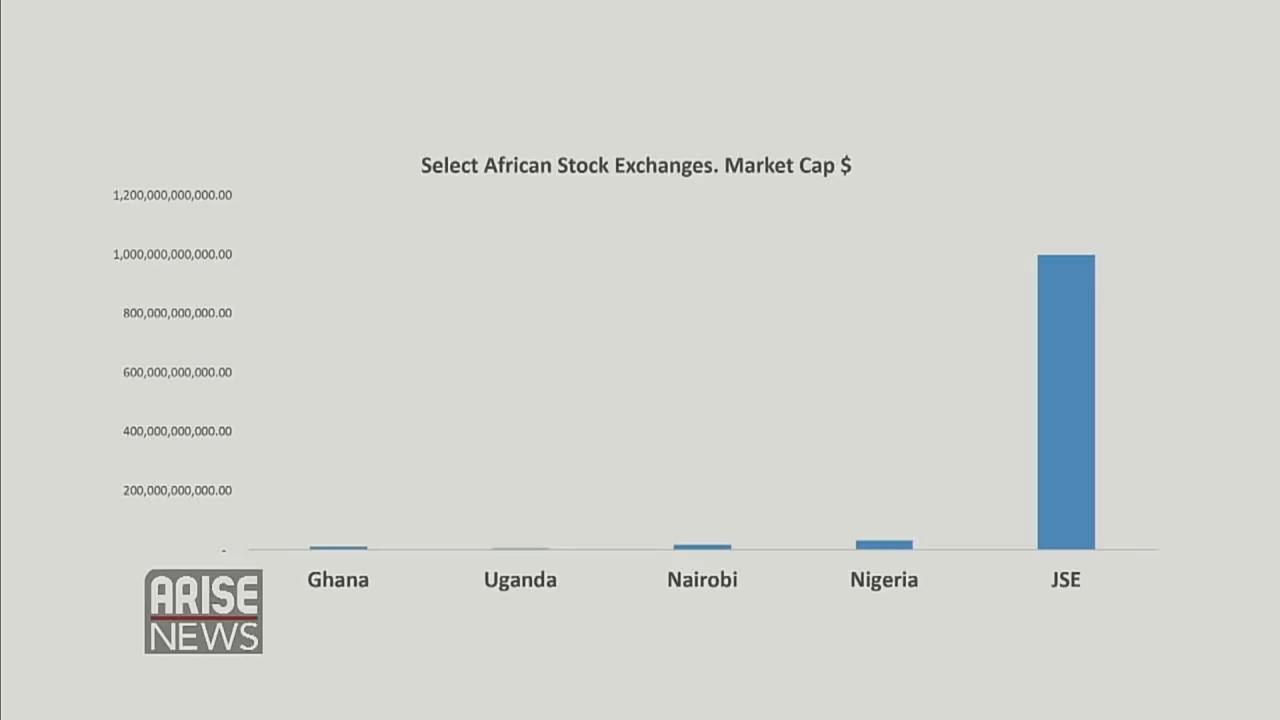 Select African Stock Exchanges. Market Cap $
1,200,000,000,000.00
1,000,000,000,000.00
800,000,000,000.00
600,000,000,000.00
400,000,000,000.00
200,000,000,000.00
-
Ghana Uganda Nairobi Nigeria JSE
ARISE
NEWS